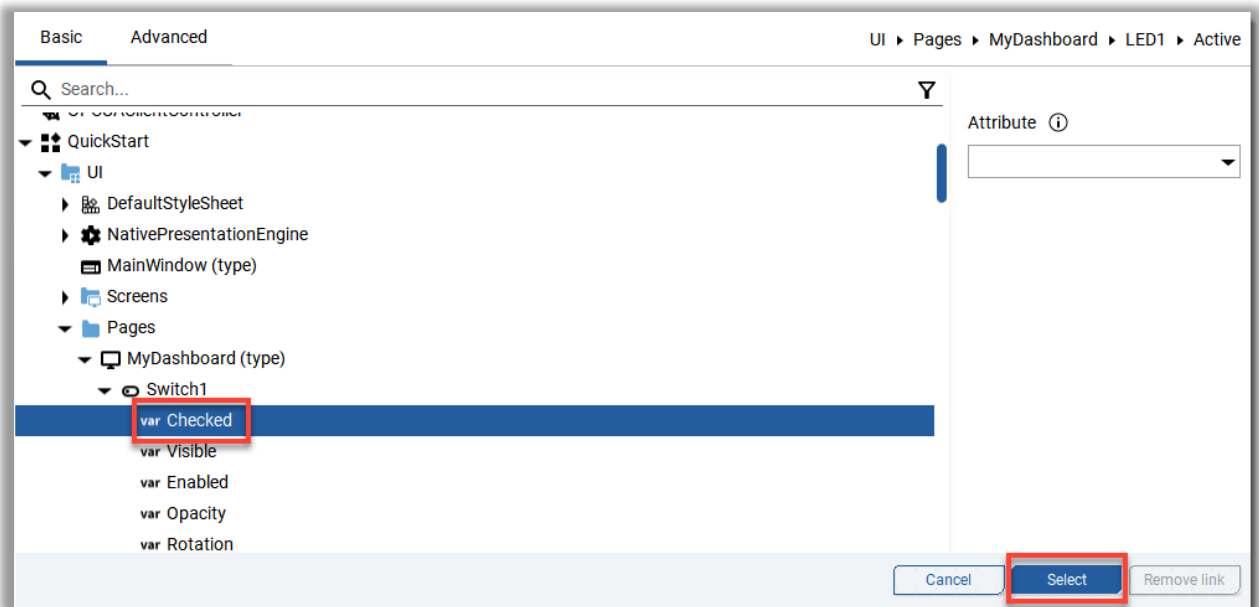 Basic Advanced UI ▸ Pages ▸ MyDashboard ▸ LED1 ▸ Active
Search...
Attribute
QuickStart
UI
DefaultStyleSheet
NativePresentationEngine
MainWindow (type)
Screens
Pages
MyDashboard (type)
Switch1
var Checked
var Visible
var Enabled
var Opacity
var Rotation
Cancel Select Remove link